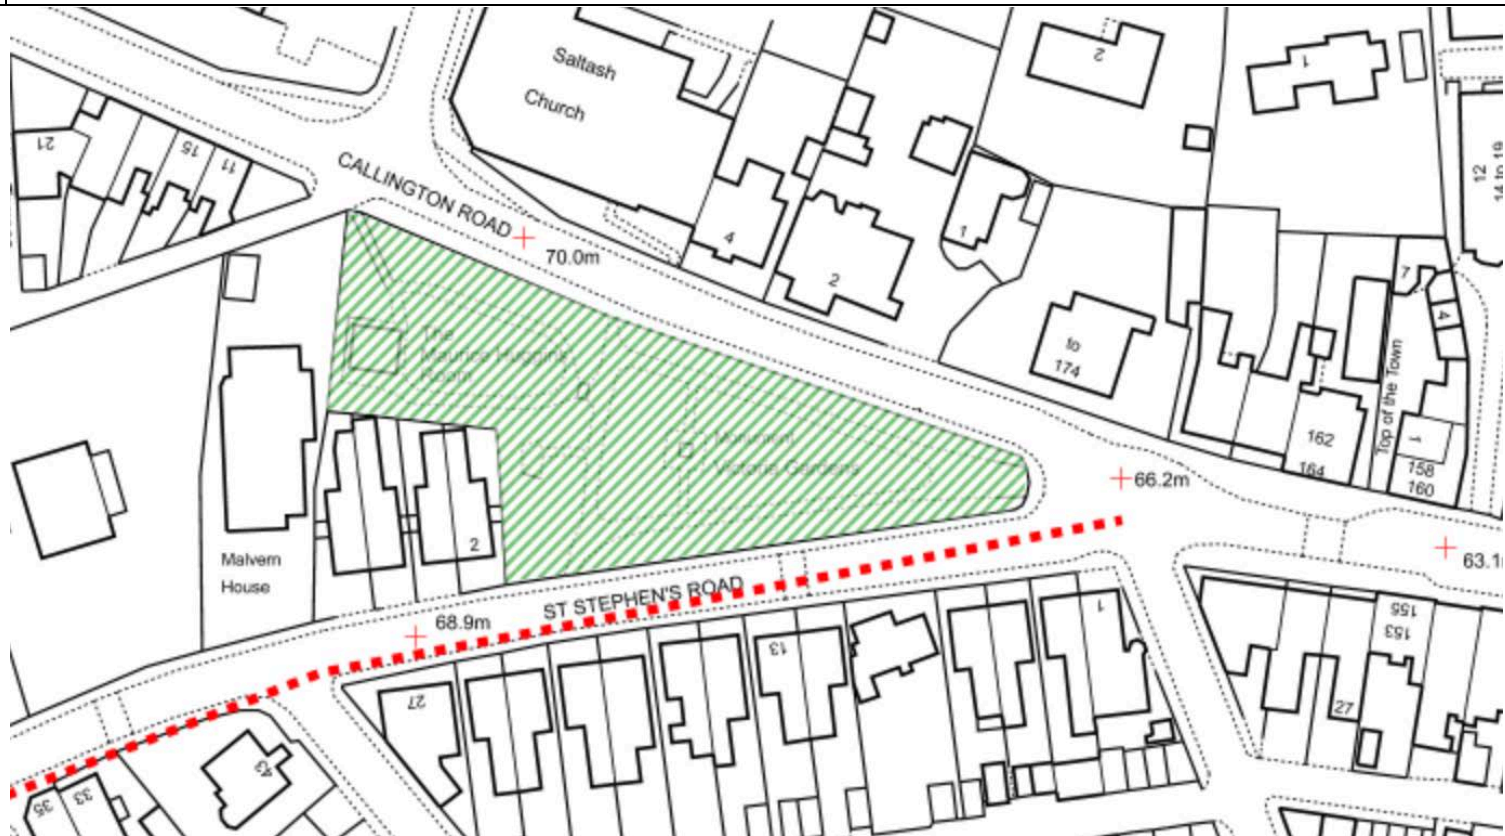 Saltash
Church
2
1
21
15
11
CALLINGTON ROAD
70.0m
4
2
1
12
14 to 19
7
4
The
Maurice Huggins
Room
to
174
Top of the Town
1
162
164
158
160
Monument
Victoria Gardens
66.2m
63.1
Malvern
House
2
68.9m
ST STEPHEN'S ROAD
27
13
1
155
153
27
43
33
35